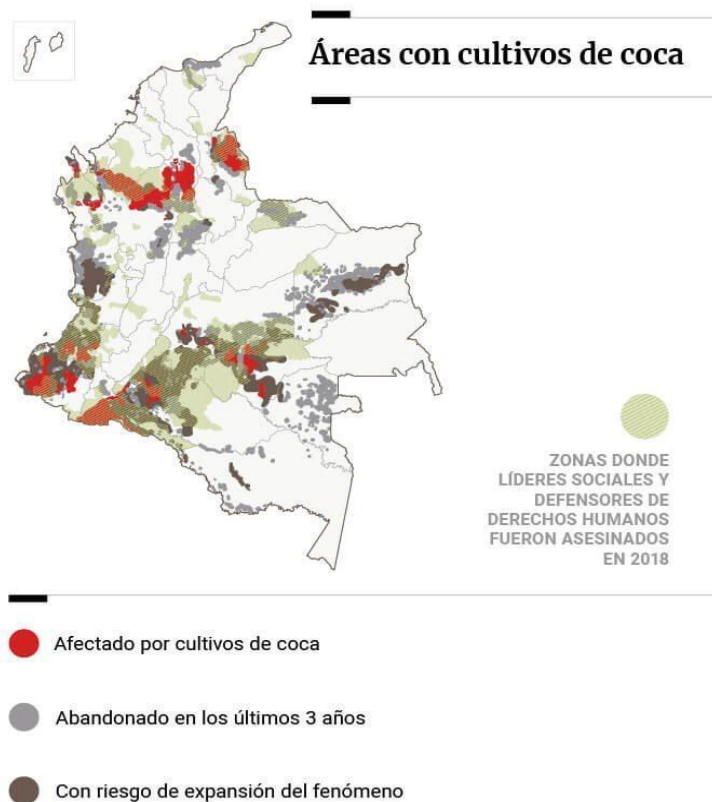 Áreas con cultivos de coca
ZONAS DONDE
LÍDERES SOCIALES Y
DEFENSORES DE
DERECHOS HUMANOS
FUERON ASESINADOS
EN 2018
Afectado por cultivos de coca
Abandonado en los últimos 3 años
Con riesgo de expansión del fenómeno